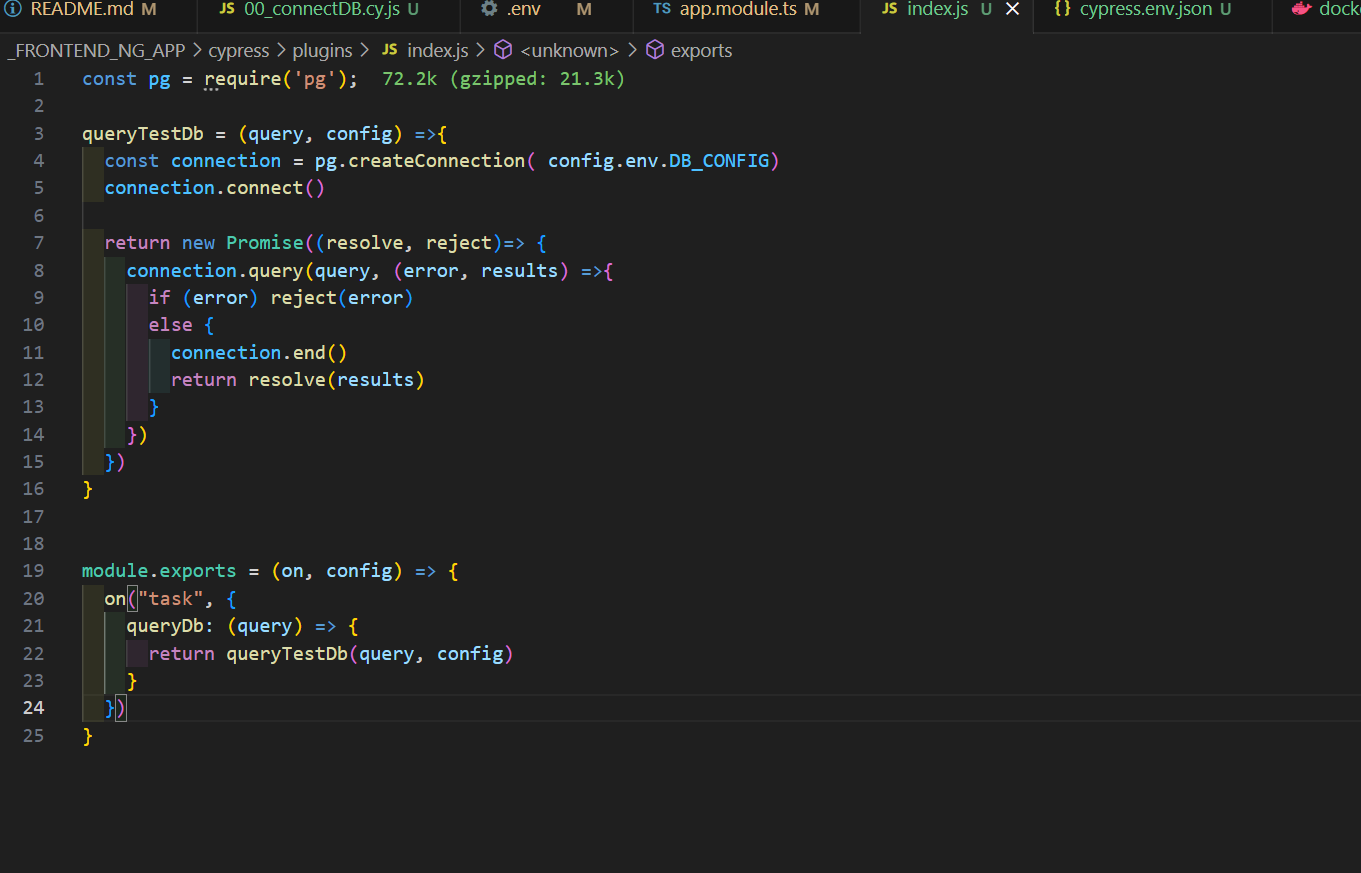 README.md M JS 00_connectDB.cy.js U .env M TS app.module.ts M JS index.js U {} cypress.env.json U
_FRONTEND_NG_APP > cypress > plugins > JS index.js > <unknown> > exports
1 const pg = require('pg'); 72.2k (gzipped: 21.3k)
2
3 queryTestDb = (query, config) =>{
4 const connection = pg.createConnection( config.env.DB_CONFIG)
5 connection.connect()
6
7 return new Promise((resolve, reject)=> {
8 connection.query(query, (error, results) =>{
9 if (error) reject(error)
10 else {
11 connection.end()
12 return resolve(results)
13 }
14 })
15 })
16 }
17
18
19 module.exports = (on, config) => {
20 on("task", {
21 queryDb: (query) => {
22 return queryTestDb(query, config)
23 }
24 })
25 }